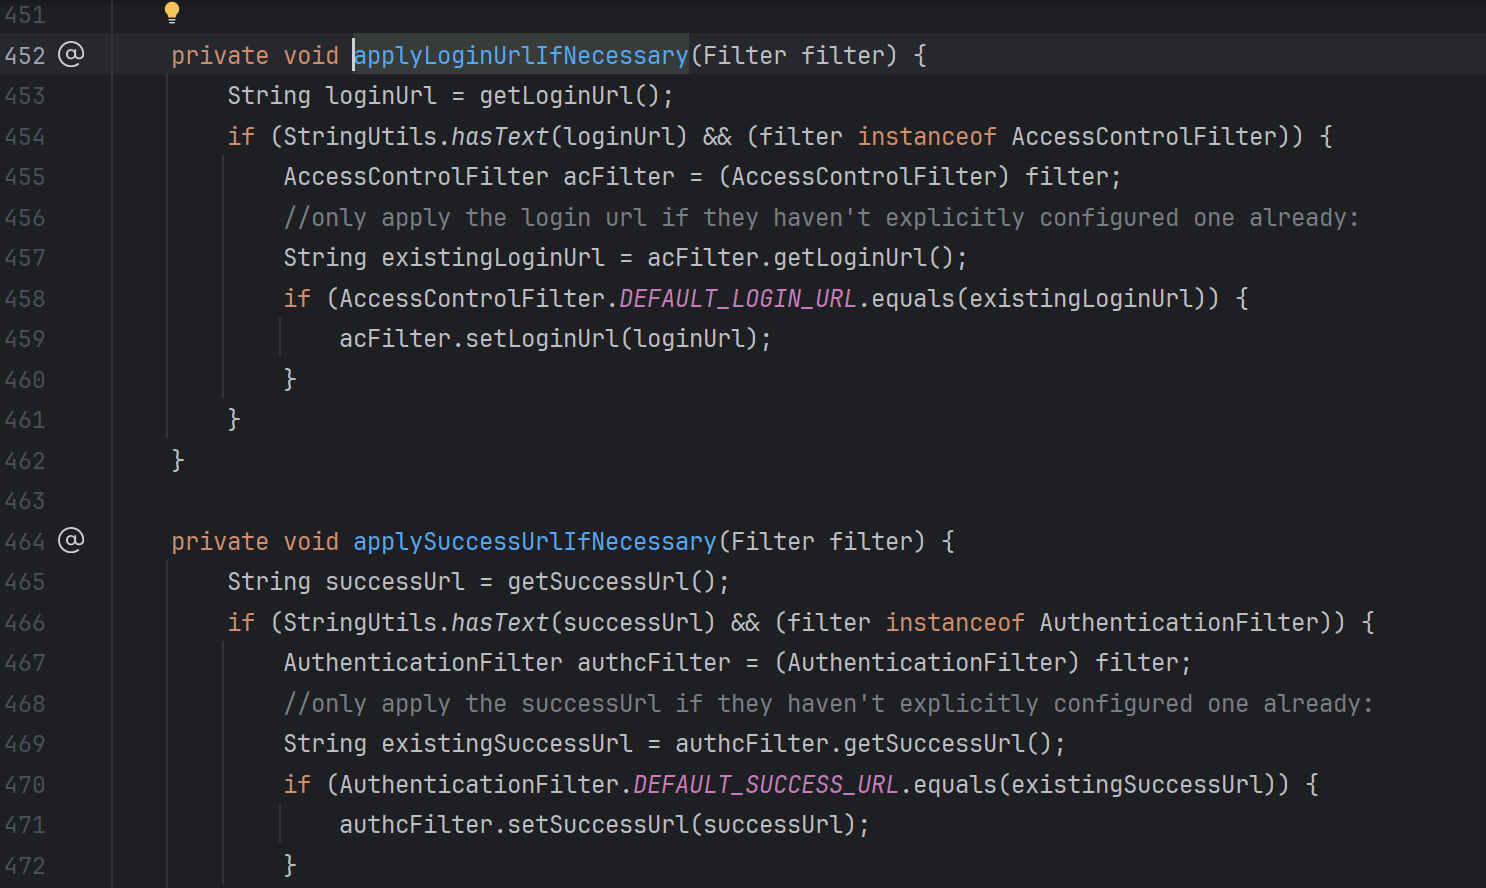 451
452 @ private void applyLoginUrlIfNecessary(Filter filter) {
453 String loginUrl = getLoginUrl();
454 if (StringUtils.hasText(loginUrl) && (filter instanceof AccessControlFilter)) {
455 AccessControlFilter acFilter = (AccessControlFilter) filter;
456 //only apply the login url if they haven't explicitly configured one already:
457 String existingLoginUrl = acFilter.getLoginUrl();
458 if (AccessControlFilter.DEFAULT_LOGIN_URL.equals(existingLoginUrl)) {
459 acFilter.setLoginUrl(loginUrl);
460 }
461 }
462 }
463
464 @ private void applySuccessUrlIfNecessary(Filter filter) {
465 String successUrl = getSuccessUrl();
466 if (StringUtils.hasText(successUrl) && (filter instanceof AuthenticationFilter)) {
467 AuthenticationFilter authcFilter = (AuthenticationFilter) filter;
468 //only apply the successUrl if they haven't explicitly configured one already:
469 String existingSuccessUrl = authcFilter.getSuccessUrl();
470 if (AuthenticationFilter.DEFAULT_SUCCESS_URL.equals(existingSuccessUrl)) {
471 authcFilter.setSuccessUrl(successUrl);
472 }